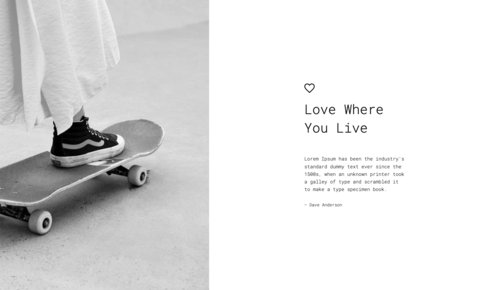 Love Where
You Live
Lorem Ipsum has been the industry's
standard dummy text ever since the
1500s, when an unknown printer took
a galley of type and scrambled it
to make a type specimen book.
- Dave Anderson